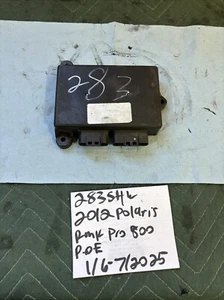 283
283SHL
2012 Polaris
Rmk Pro 800
P.O.E
1/6-7/2025